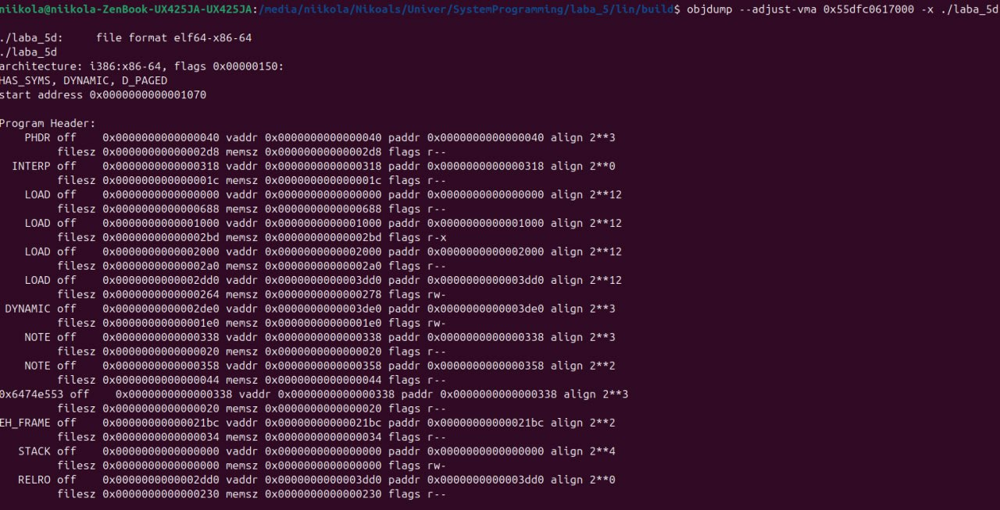 niikola@niikola-ZenBook-UX425JA-UX425JA:/media/niikola/Nikoals/Univer/SystemProgramming/laba_5/lin/build$ objdump --adjust-vma 0x55dfc0617000 -x ./laba_5d
./laba_5d:     file format elf64-x86-64
./laba_5d
architecture: i386:x86-64, flags 0x00000150:
HAS_SYMS, DYNAMIC, D_PAGED
start address 0x0000000000001070
Program Header:
    PHDR off    0x0000000000000040 vaddr 0x0000000000000040 paddr 0x0000000000000040 align 2**3
         filesz 0x00000000000002d8 memsz 0x00000000000002d8 flags r--
  INTERP off    0x0000000000000318 vaddr 0x0000000000000318 paddr 0x0000000000000318 align 2**0
         filesz 0x000000000000001c memsz 0x000000000000001c flags r--
    LOAD off    0x0000000000000000 vaddr 0x0000000000000000 paddr 0x0000000000000000 align 2**12
         filesz 0x0000000000000688 memsz 0x0000000000000688 flags r--
    LOAD off    0x0000000000001000 vaddr 0x0000000000001000 paddr 0x0000000000001000 align 2**12
         filesz 0x00000000000002bd memsz 0x00000000000002bd flags r-x
    LOAD off    0x0000000000002000 vaddr 0x0000000000002000 paddr 0x0000000000002000 align 2**12
         filesz 0x00000000000002a0 memsz 0x00000000000002a0 flags r--
    LOAD off    0x0000000000002dd0 vaddr 0x0000000000003dd0 paddr 0x0000000000003dd0 align 2**12
         filesz 0x0000000000000264 memsz 0x0000000000000278 flags rw-
 DYNAMIC off    0x0000000000002de0 vaddr 0x0000000000003de0 paddr 0x0000000000003de0 align 2**3
         filesz 0x00000000000001e0 memsz 0x00000000000001e0 flags rw-
    NOTE off    0x0000000000000338 vaddr 0x0000000000000338 paddr 0x0000000000000338 align 2**3
         filesz 0x0000000000000020 memsz 0x0000000000000020 flags r--
    NOTE off    0x0000000000000358 vaddr 0x0000000000000358 paddr 0x0000000000000358 align 2**2
         filesz 0x0000000000000044 memsz 0x0000000000000044 flags r--
0x6474e553 off    0x0000000000000338 vaddr 0x0000000000000338 paddr 0x0000000000000338 align 2**3
         filesz 0x0000000000000020 memsz 0x0000000000000020 flags r--
EH_FRAME off    0x00000000000021bc vaddr 0x00000000000021bc paddr 0x00000000000021bc align 2**2
         filesz 0x0000000000000034 memsz 0x0000000000000034 flags r--
   STACK off    0x0000000000000000 vaddr 0x0000000000000000 paddr 0x0000000000000000 align 2**4
         filesz 0x0000000000000000 memsz 0x0000000000000000 flags rw-
   RELRO off    0x0000000000002dd0 vaddr 0x0000000000003dd0 paddr 0x0000000000003dd0 align 2**0
         filesz 0x0000000000000230 memsz 0x0000000000000230 flags r--